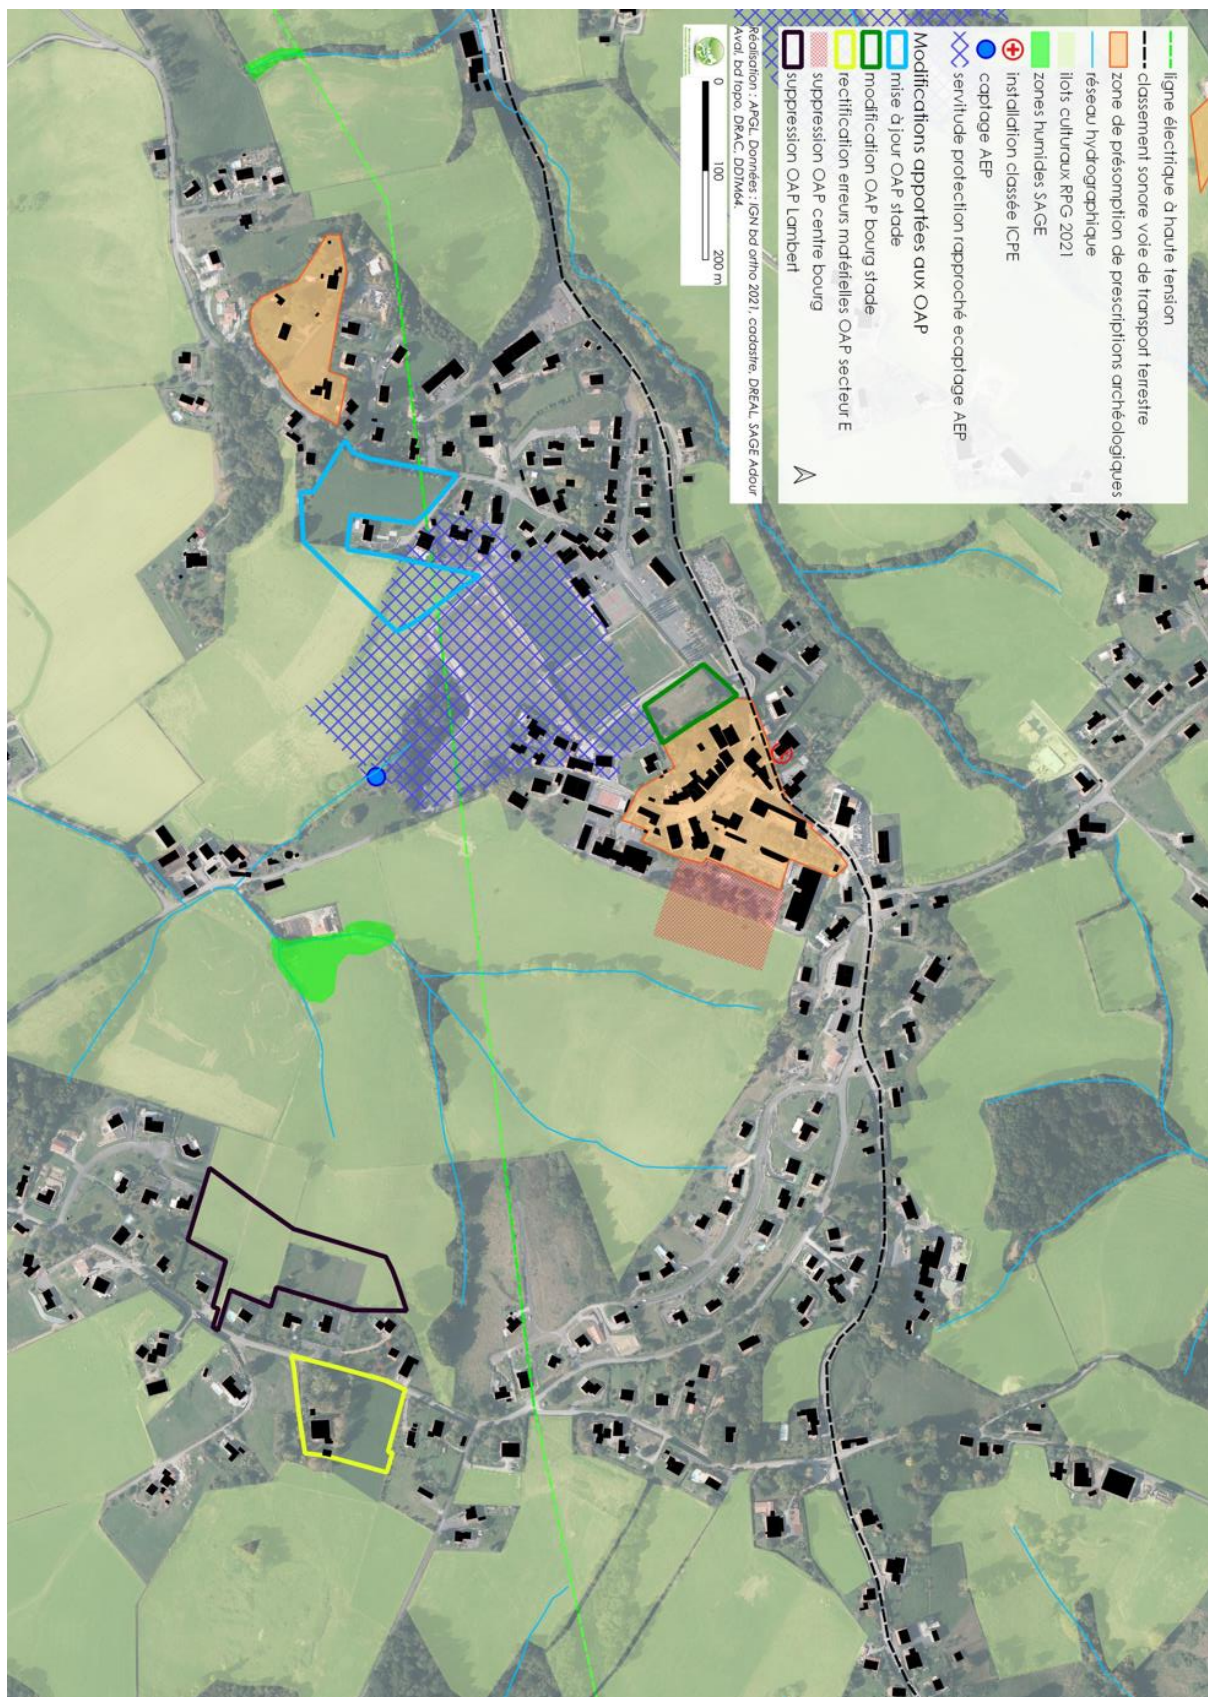 ligne électrique à haute tension
classement sonore voie de transport terrestre
zone de présomption de prescriptions archéologiques
réseau hydrographique
ilots culturaux RPG 2021
zones humides SAGE
installation classée ICPE
captage AEP
servitude protection rapproché ecaptage AEP
Modifications apportées aux OAP
mise à jour OAP stade
modification OAP bourg stade
rectification erreurs matérielles OAP secteur E
suppression OAP centre bourg
suppression OAP Lambert
Réalisation : APGL. Données : IGN bd ortho 2021, cadastre, DREAL, SAGE Adour
Aval, bd topo, DRAC, DDTM64.
0 100 200 m